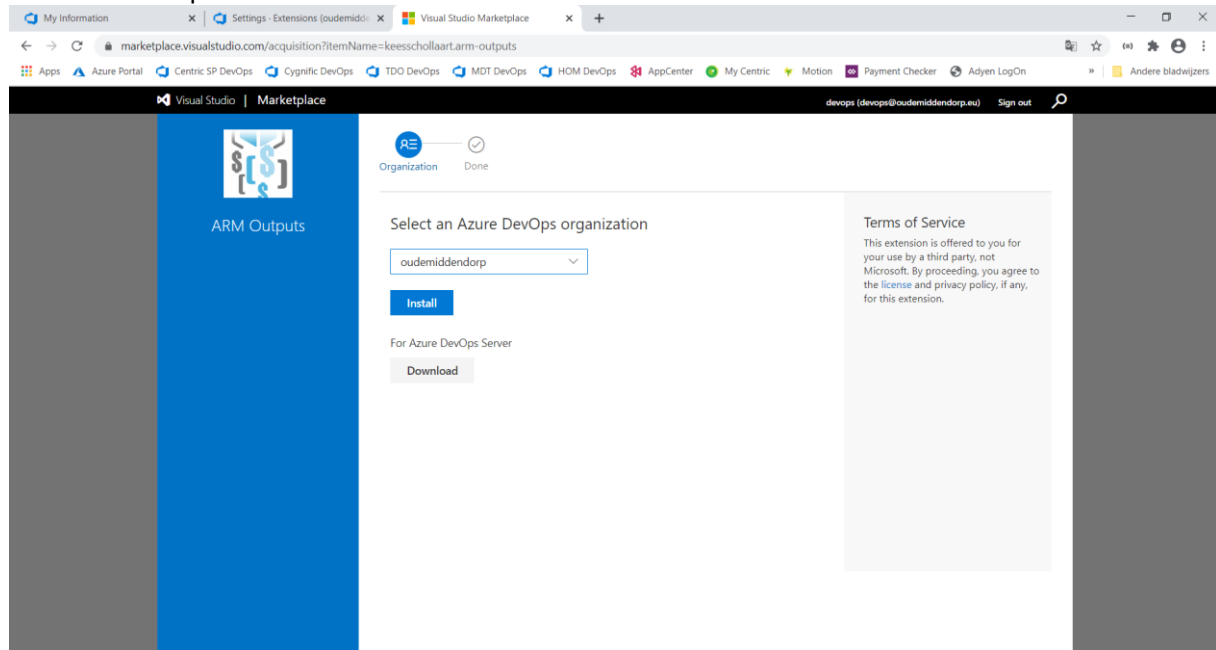 My Information
Settings - Extensions (oudemidde
Visual Studio Marketplace
marketplace.visualstudio.com/acquisition?itemName=keesschollaart.arm-outputs
Apps Azure Portal Centric SP DevOps Cygnific DevOps TDO DevOps MDT DevOps HOM DevOps AppCenter My Centric Motion Payment Checker Adyen LogOn » Andere bladwijzers
Visual Studio | Marketplace
devops (devops@oudemiddendorp.eu) Sign out
ARM Outputs
Organization Done
Select an Azure DevOps organization
oudemiddendorp
Install
For Azure DevOps Server
Download
Terms of Service
This extension is offered to you for
your use by a third party, not
Microsoft. By proceeding, you agree to
the license and privacy policy, if any,
for this extension.